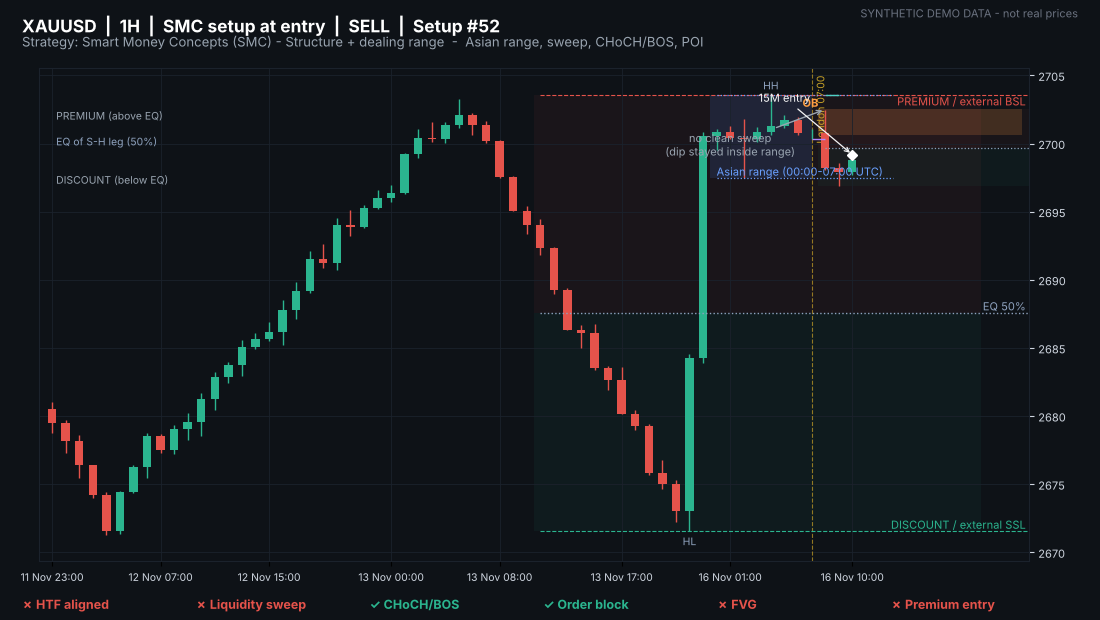 SYNTHETIC DEMO DATA - not real prices
XAUUSD | 1H | SMC setup at entry | SELL | Setup #52
Strategy: Smart Money Concepts (SMC) - Structure + dealing range - Asian range, sweep, CHoCH/BOS, POI
2705
HH
15M entry
OB
London 07:00
PREMIUM / external BSL
PREMIUM (above EQ)
EQ of S-H leg (50%)
no clean sweep
(dip stayed inside range)
2700
Asian range (00:00-07:00 UTC)
DISCOUNT (below EQ)
2695
2690
EQ 50%
2685
2680
2675
DISCOUNT / external SSL
HL
2670
11 Nov 23:00 12 Nov 07:00 12 Nov 15:00 13 Nov 00:00 13 Nov 08:00 13 Nov 17:00 16 Nov 01:00 16 Nov 10:00
× HTF aligned × Liquidity sweep ✓ CHoCH/BOS ✓ Order block × FVG × Premium entry